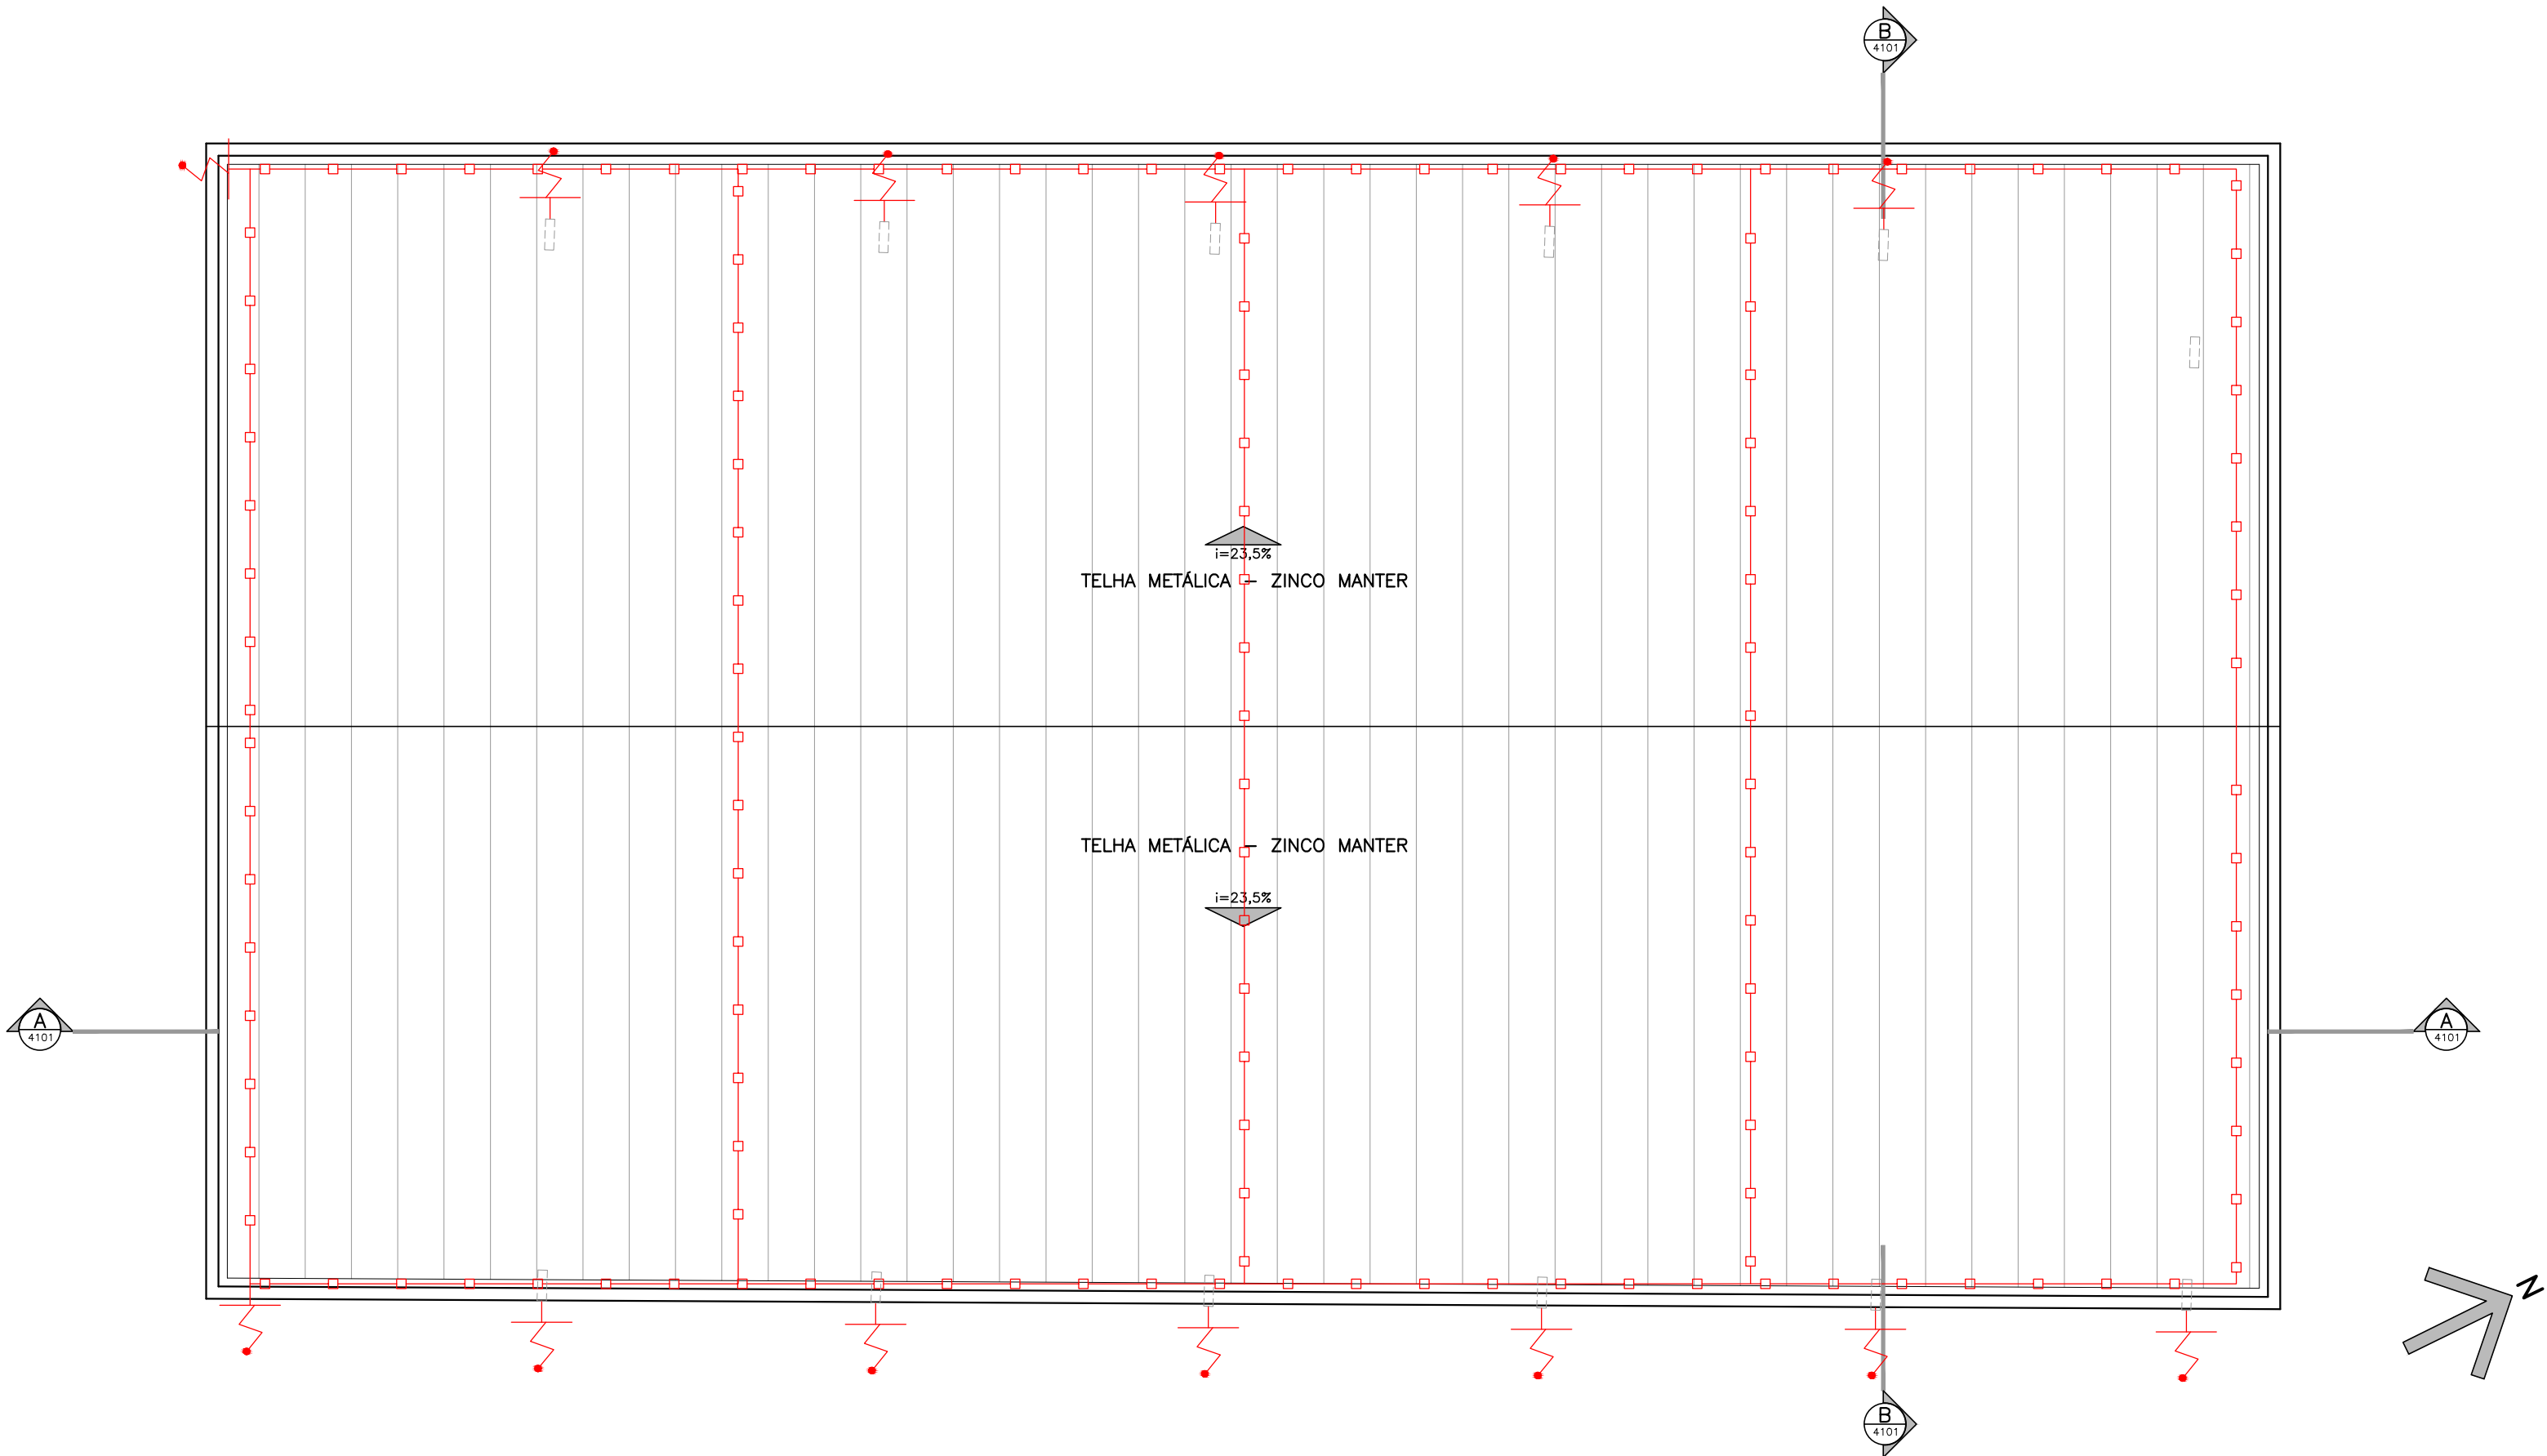 B
4101
i=23,5%
TELHA METÁLICA – ZINCO MANTER
TELHA METÁLICA – ZINCO MANTER
i=23,5%
A
4101
A
4101
N
B
4101